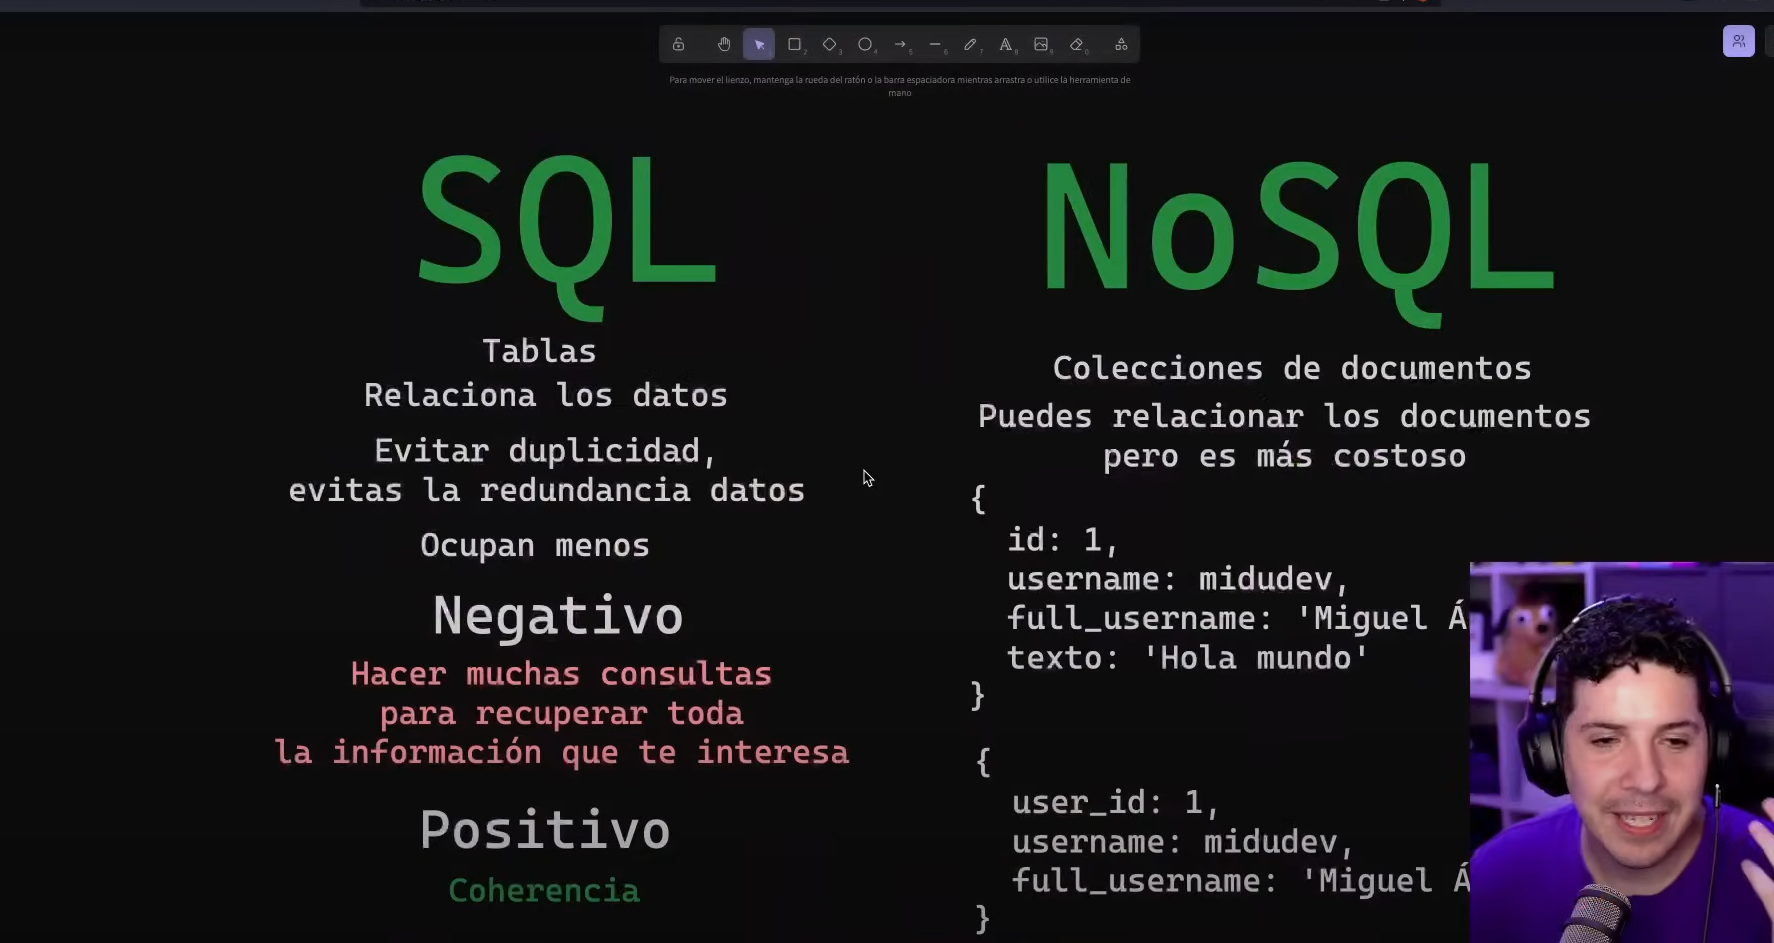 Para mover el lienzo, mantenga la rueda del ratón o la barra espaciadora mientras arrastra o utilice la herramienta de
mano
SQL
Tablas
Relaciona los datos
Evitar duplicidad,
evitas la redundancia datos
Ocupan menos
Negativo
Hacer muchas consultas
para recuperar toda
la información que te interesa
Positivo
Coherencia
NoSQL
Colecciones de documentos
Puedes relacionar los documentos
pero es más costoso
{
id: 1,
username: midudev,
full_username: 'Miguel Á
texto: 'Hola mundo'
}
{
user_id: 1,
username: midudev,
full_username: 'Miguel Á
}